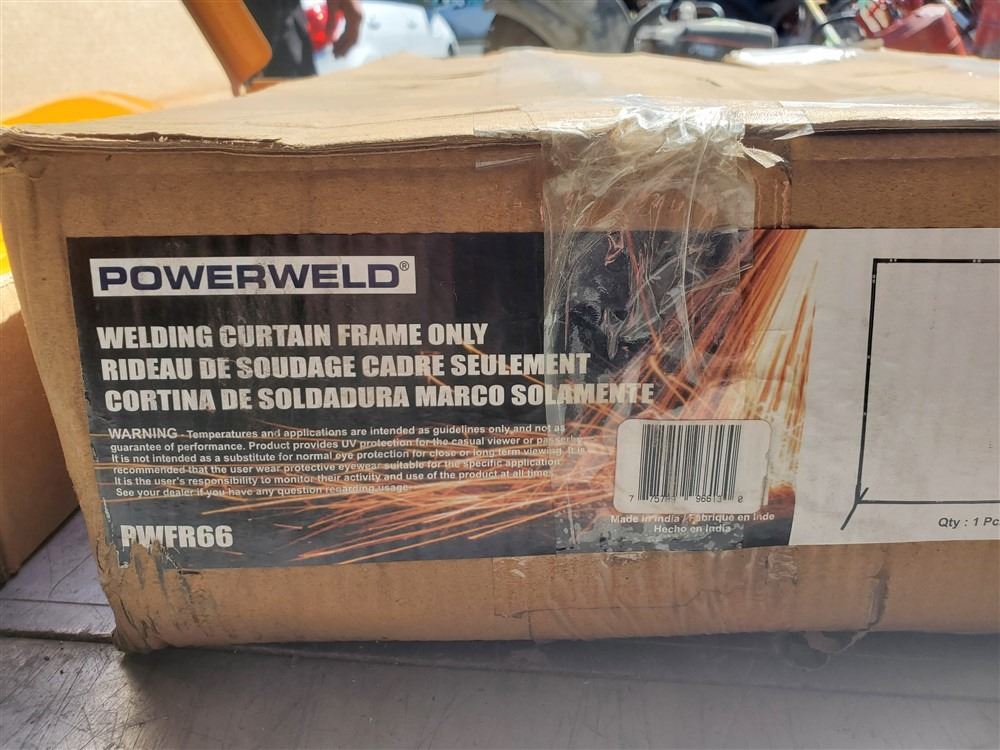 POWERWELD®
WELDING CURTAIN FRAME ONLY
RIDEAU DE SOUDAGE CADRE SEULEMENT
CORTINA DE SOLDADURA MARCO SOLAMENTE
WARNING - Temperatures and applications are intended as guidelines only and not as
guarantee of performance. Product provides UV protection for the casual viewer or passerby.
It is not intended as a substitute for normal eye protection for close or long term viewing. It is
recommended that the user wear protective eyewear suitable for the specific application.
It is the user's responsibility to monitor their activity and use of the product at all times.
See your dealer if you have any question regarding usage.
PWFR66
Made in India / Fabriqué en Inde
Hecho en India
Qty : 1 Pc